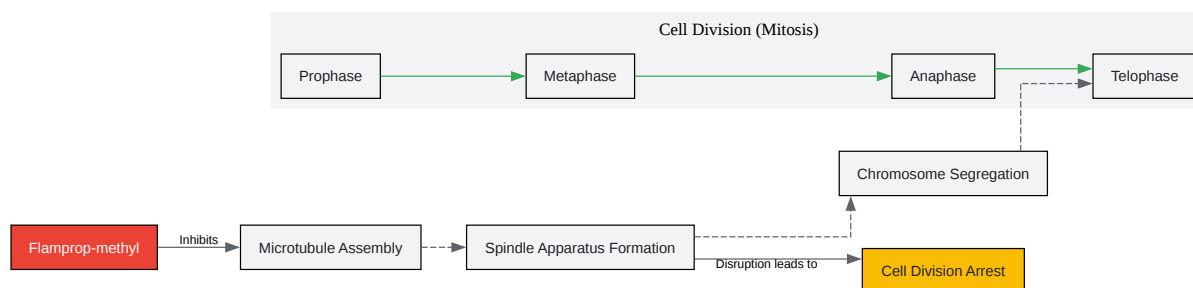 Cell Division (Mitosis)
Prophase
Metaphase
Anaphase
Telophase
Chromosome Segregation
Flamprop-methyl
Inhibits
Microtubule Assembly
Spindle Apparatus Formation
Disruption leads to
Cell Division Arrest